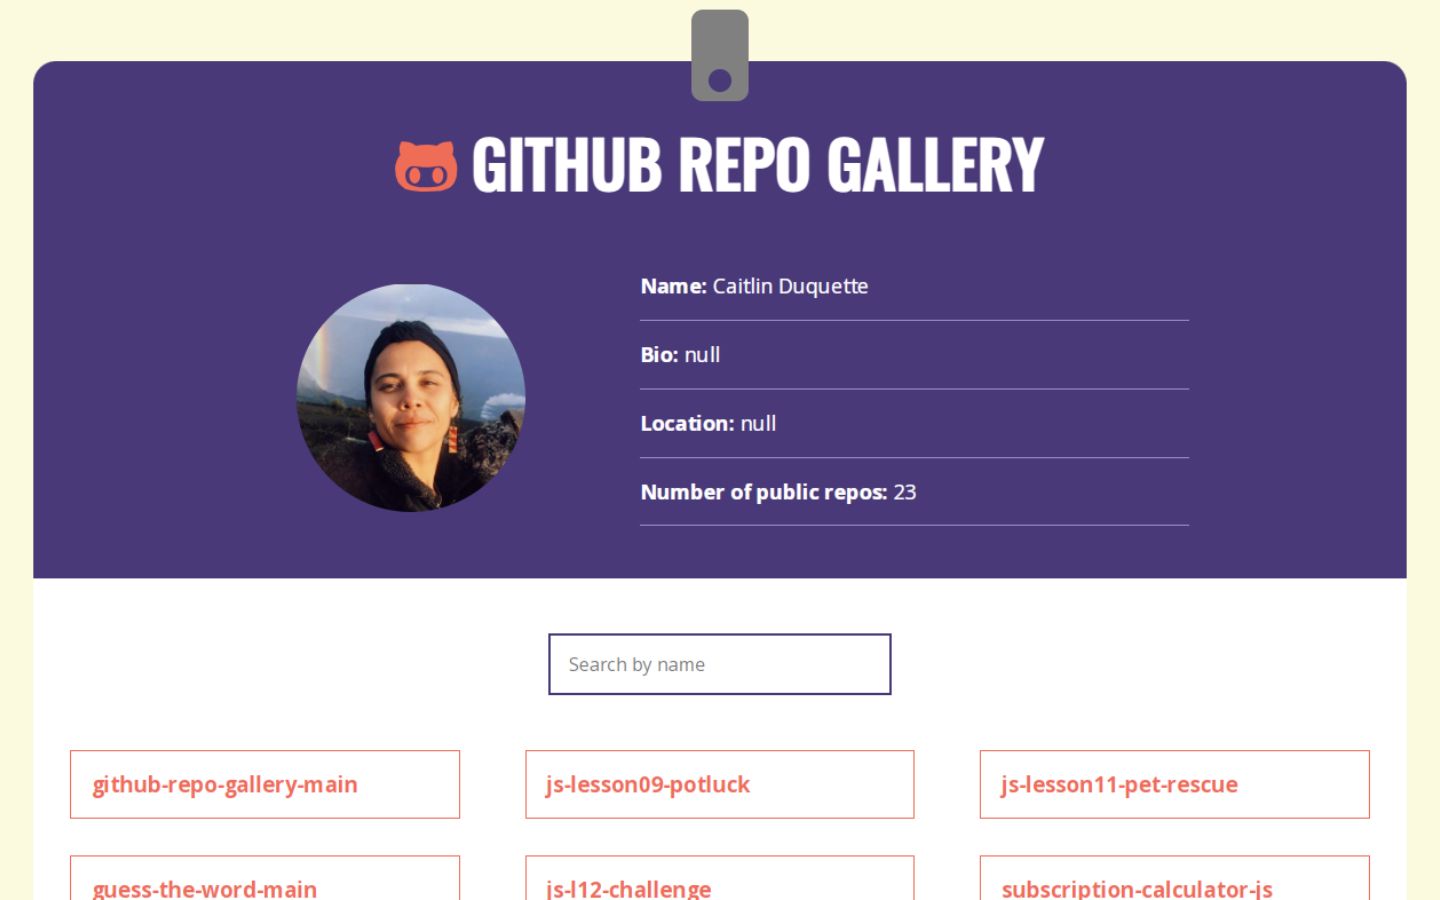 GITHUB REPO GALLERY
Name: Caitlin Duquette
Bio: null
Location: null
Number of public repos: 23
Search by name
github-repo-gallery-main
js-lesson09-potluck
js-lesson11-pet-rescue
guess-the-word-main
js-l12-challenge
subscription-calculator-js